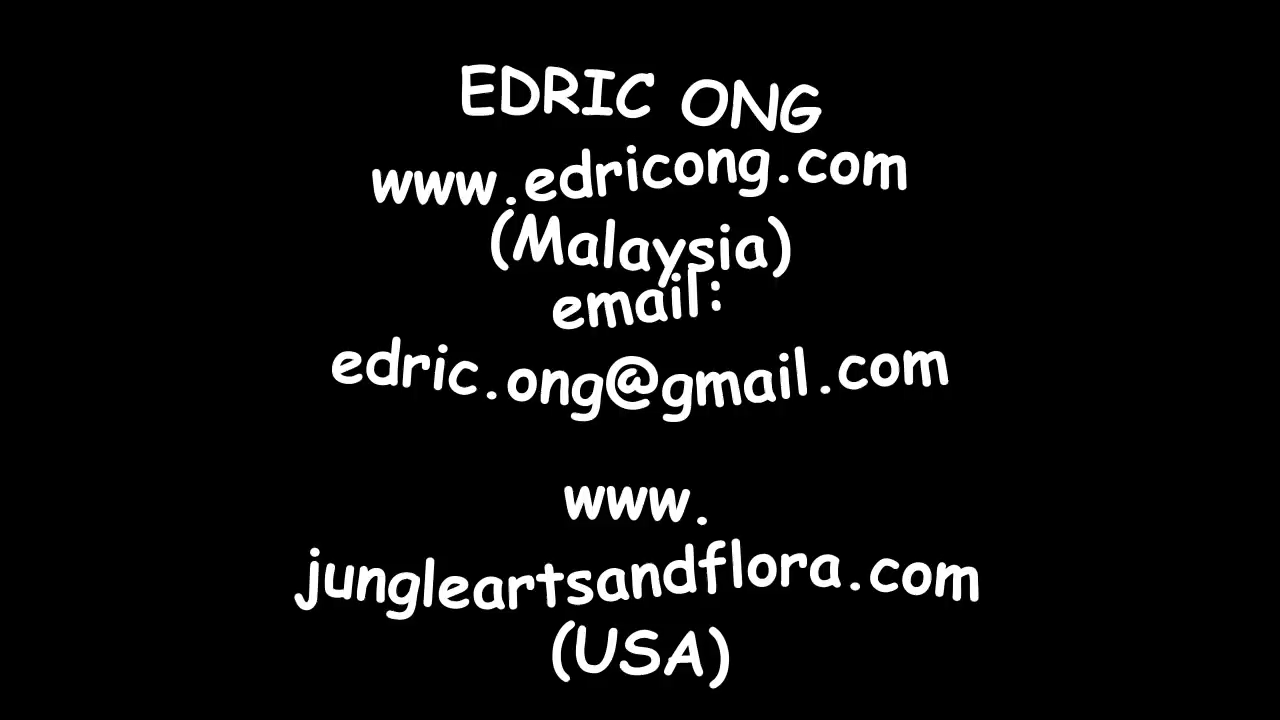 EDRIC ONG
www.edricong.com
(Malaysia)
email:
edric.ong@gmail.com
www.
jungleartsandflora.com
(USA)